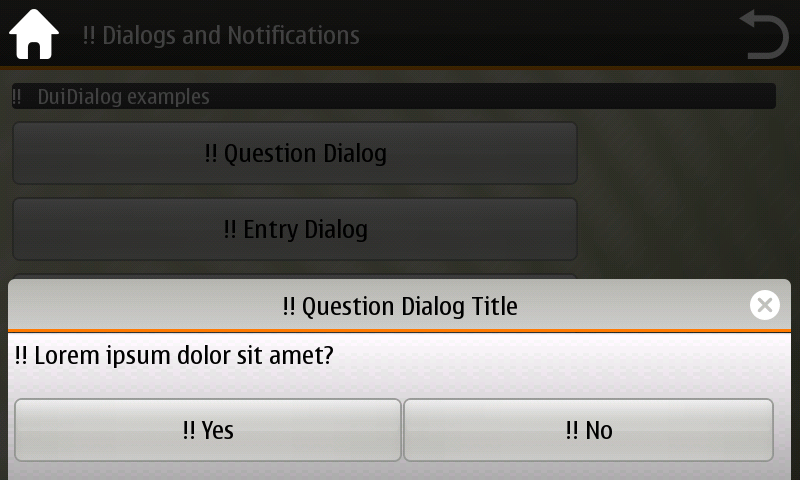 !! Dialogs and Notifications
!! DuiDialog examples
!! Question Dialog
!! Entry Dialog
!! Question Dialog Title
!! Lorem ipsum dolor sit amet?
!! Yes
!! No